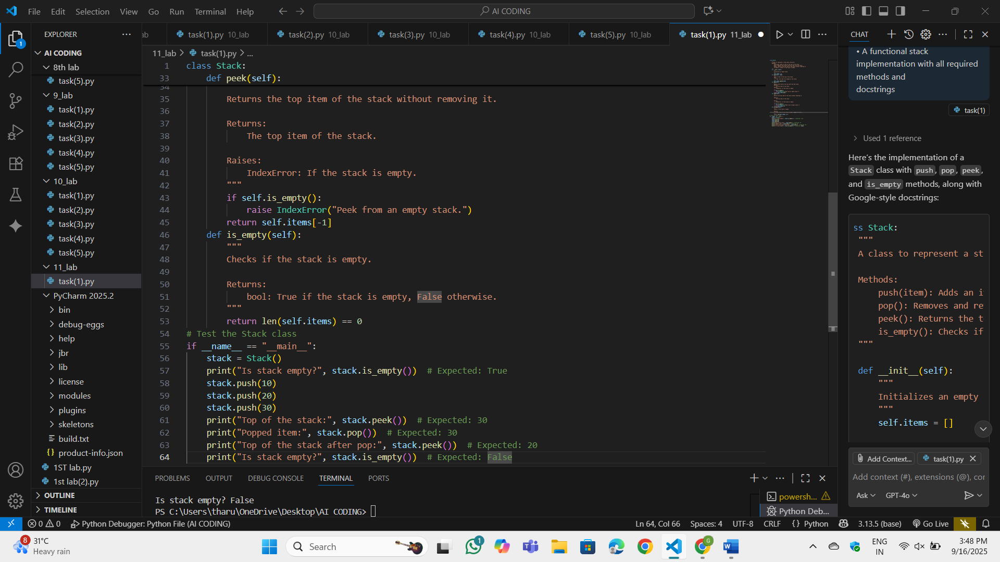 File Edit Selection View Go Run Terminal Help
AI CODING
EXPLORER
AI CODING
8th lab
task(5).py
9_lab
task(1).py
task(2).py
task(3).py
task(4).py
task(5).py
10_lab
task(1).py
task(2).py
task(3).py
task(4).py
task(5).py
11_lab
task(1).py
PyCharm 2025.2
bin
debug-eggs
help
jbr
lib
license
modules
plugins
skeletons
build.txt
product-info.json
1ST lab.py
1st lab(2).py
OUTLINE
TIMELINE
ab task(1).py 10_lab task(2).py 10_lab task(3).py 10_lab task(4).py 10_lab task(5).py 10_lab task(1).py 11_lab
11_lab > task(1).py > ...
1 class Stack:
33 def peek(self):
34
35 Returns the top item of the stack without removing it.
36
37 Returns:
38 The top item of the stack.
39
40 Raises:
41 IndexError: If the stack is empty.
42 """
43 if self.is_empty():
44 raise IndexError("Peek from an empty stack.")
45 return self.items[-1]
46 def is_empty(self):
47 """
48 Checks if the stack is empty.
49
50 Returns:
51 bool: True if the stack is empty, False otherwise.
52 """
53 return len(self.items) == 0
54 # Test the Stack class
55 if __name__ == "__main__":
56 stack = Stack()
57 print("Is stack empty?", stack.is_empty())  # Expected: True
58 stack.push(10)
59 stack.push(20)
60 stack.push(30)
61 print("Top of the stack:", stack.peek())  # Expected: 30
62 print("Popped item:", stack.pop())  # Expected: 30
63 print("Top of the stack after pop:", stack.peek())  # Expected: 20
64 print("Is stack empty?", stack.is_empty())  # Expected: False
PROBLEMS OUTPUT DEBUG CONSOLE TERMINAL PORTS
Is stack empty? False
PS C:\Users\tharu\OneDrive\Desktop\AI CODING>
powersh...
Python Deb...
CHAT
• A functional stack
implementation with all required
methods and
docstrings
task(1)
Used 1 reference
Here's the implementation of a
Stack class with push, pop, peek,
and is_empty methods, along with
Google-style docstrings:
ss Stack:
"""
A class to represent a st
Methods:
push(item): Adds an i
pop(): Removes and re
peek(): Returns the t
is_empty(): Checks if
"""
def __init__(self):
"""
Initializes an empty
"""
self.items = []
Add Context... task(1).py
Add context (#), extensions (@), cor
Ask GPT-4o
1
0 0 Python Debugger: Python File (AI CODING)
Ln 64, Col 66 Spaces: 4 UTF-8 CRLF {} Python 3.13.5 (base) Go Live
8
31°C
Heavy rain
Search
1
G
ENG
IN
3:48 PM
9/16/2025